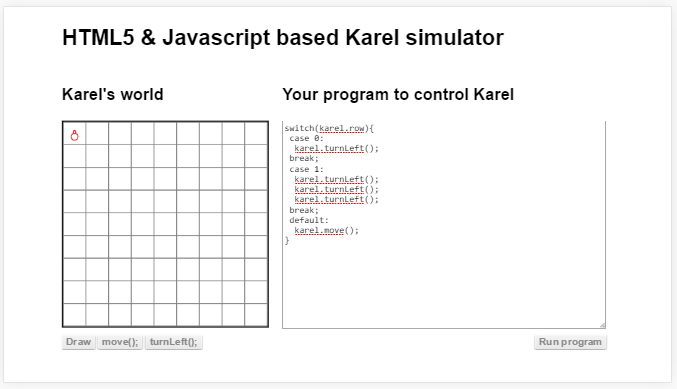 HTML5 & Javascript based Karel simulator
Karel's world
Your program to control Karel
switch(karel.row){
case 0:
karel.turnLeft();
break;
case 1:
karel.turnLeft();
karel.turnLeft();
karel.turnLeft();
break;
default:
karel.move();
}
Draw move(); turnLeft(); Run program